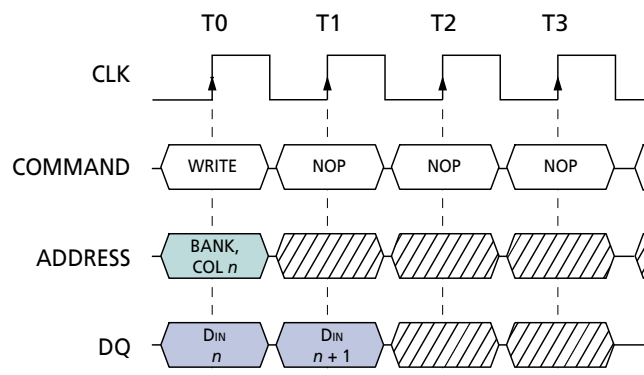 T0 T1 T2 T3
CLK
COMMAND WRITE NOP NOP NOP
ADDRESS BANK,
COL n
DQ DIN DIN
n n + 1